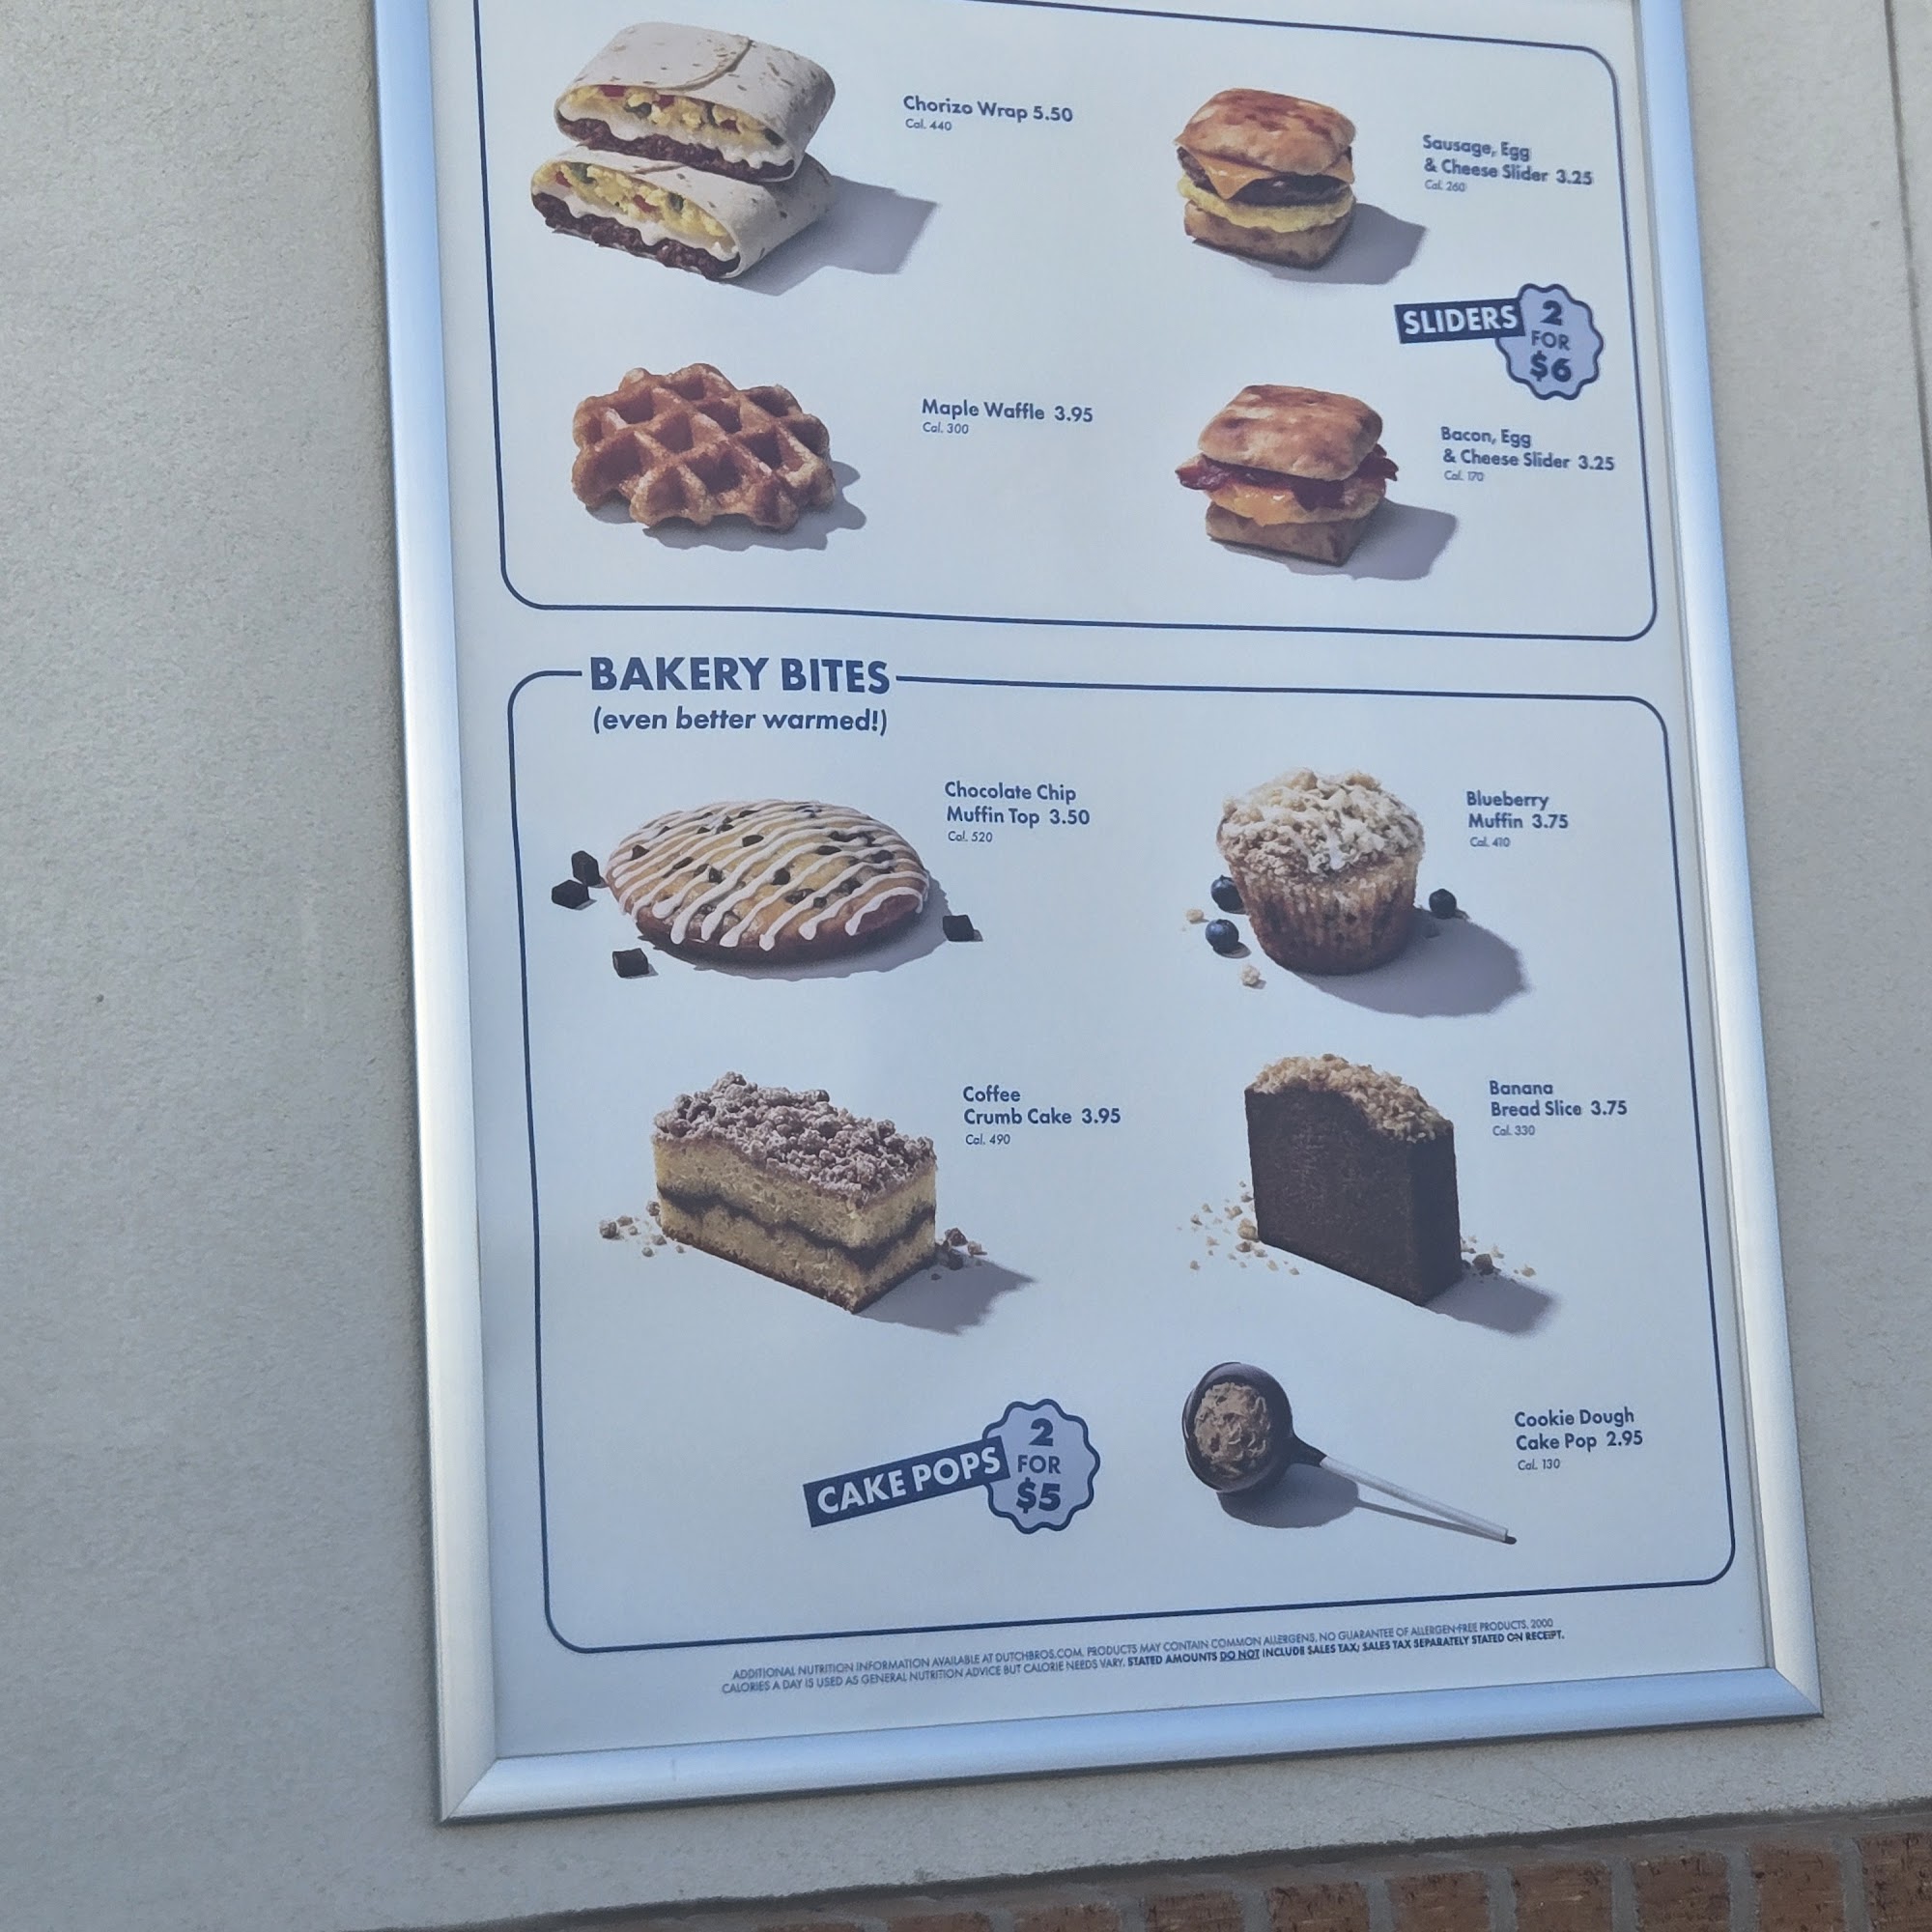 Chorizo Wrap 5.50
Cal. 440
Sausage, Egg
& Cheese Slider 3.25
Cal. 260
SLIDERS
2
FOR
$6
Maple Waffle 3.95
Cal. 300
Bacon, Egg
& Cheese Slider 3.25
Cal. 170
BAKERY BITES
(even better warmed!)
Chocolate Chip
Muffin Top 3.50
Cal. 520
Blueberry
Muffin 3.75
Cal. 410
Coffee
Crumb Cake 3.95
Cal. 490
Banana
Bread Slice 3.75
Cal. 330
CAKE POPS
2
FOR
$5
Cookie Dough
Cake Pop 2.95
Cal. 130
ADDITIONAL NUTRITION INFORMATION AVAILABLE AT DUTCHBROS.COM. PRODUCTS MAY CONTAIN COMMON ALLERGENS. NO GUARANTEE OF ALLERGEN-FREE PRODUCTS. 2000
CALORIES A DAY IS USED AS GENERAL NUTRITION ADVICE BUT CALORIE NEEDS VARY. STATED AMOUNTS DO NOT INCLUDE SALES TAX; SALES TAX SEPARATELY STATED ON RECEIPT.